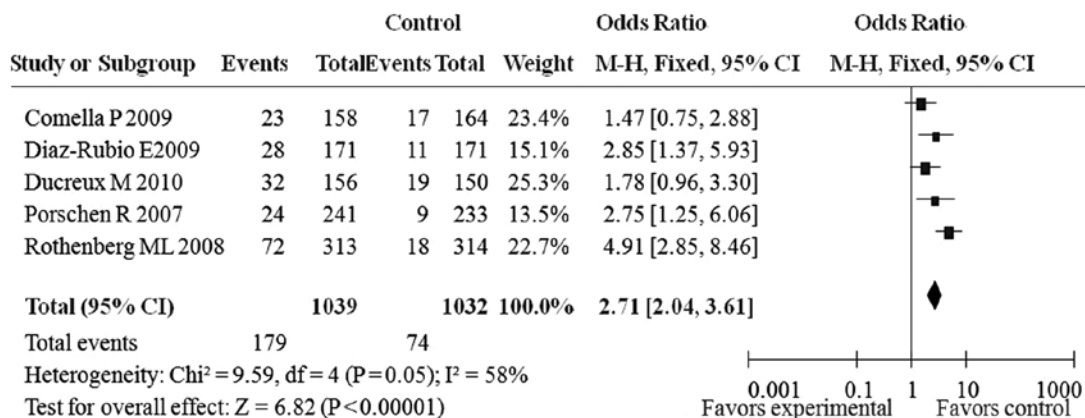 Control Odds Ratio Odds Ratio
Study or Subgroup Events TotalEvents Total Weight M-H, Fixed, 95% CI M-H, Fixed, 95% CI
Comella P 2009 23 158 17 164 23.4% 1.47 [0.75, 2.88]
Diaz-Rubio E2009 28 171 11 171 15.1% 2.85 [1.37, 5.93]
Ducreux M 2010 32 156 19 150 25.3% 1.78 [0.96, 3.30]
Porschen R 2007 24 241 9 233 13.5% 2.75 [1.25, 6.06]
Rothenberg ML 2008 72 313 18 314 22.7% 4.91 [2.85, 8.46]
Total (95% CI) 1039 1032 100.0% 2.71 [2.04, 3.61]
Total events 179 74
Heterogeneity: Chi² = 9.59, df = 4 (P=0.05); I² = 58%
Test for overall effect: Z = 6.82 (P<0.00001)
0.001 0.1 1 10 1000
Favors experimental Favors control